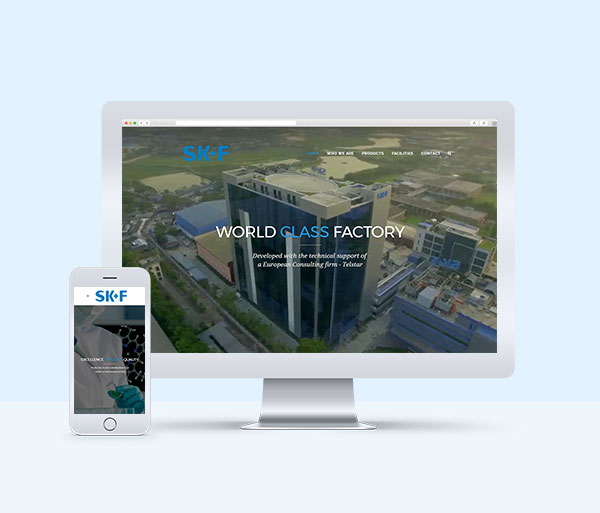 SK+F
HOME WHO WE ARE PRODUCTS FACILITIES CONTACT
SK+F
WORLD CLASS FACTORY
Developed with the technical support of
a European Consulting firm - Telstar
SK+F
EXCELLENCE QUALITY